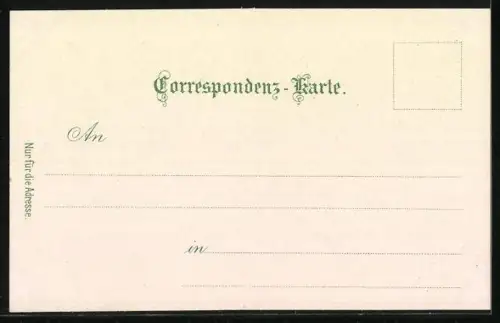 Correspondenz-Karte.
An
in
Nur für die Adresse.